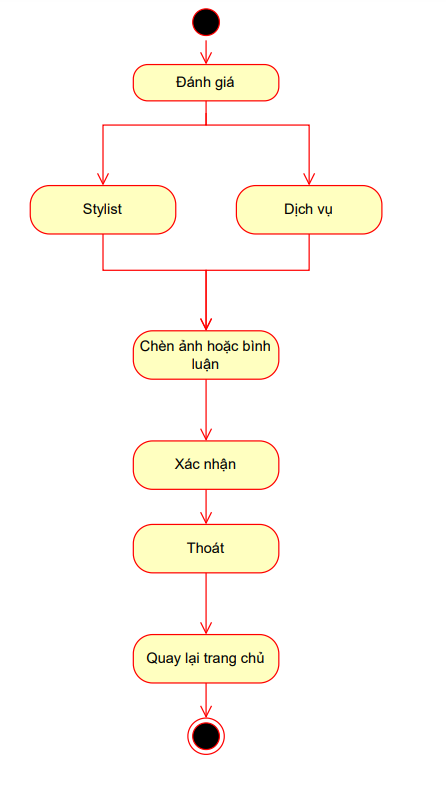 Đánh giá
Stylist
Dịch vụ
Chèn ảnh hoặc bình
luận
Xác nhận
Thoát
Quay lại trang chủ